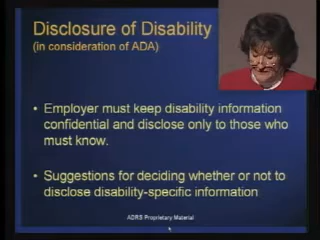 Disclosure of Disability
(in consideration of ADA)
• Employer must keep disability information
confidential and disclose only to those who
must know.
• Suggestions for deciding whether or not to
disclose disability-specific information
ADRS Proprietary Material